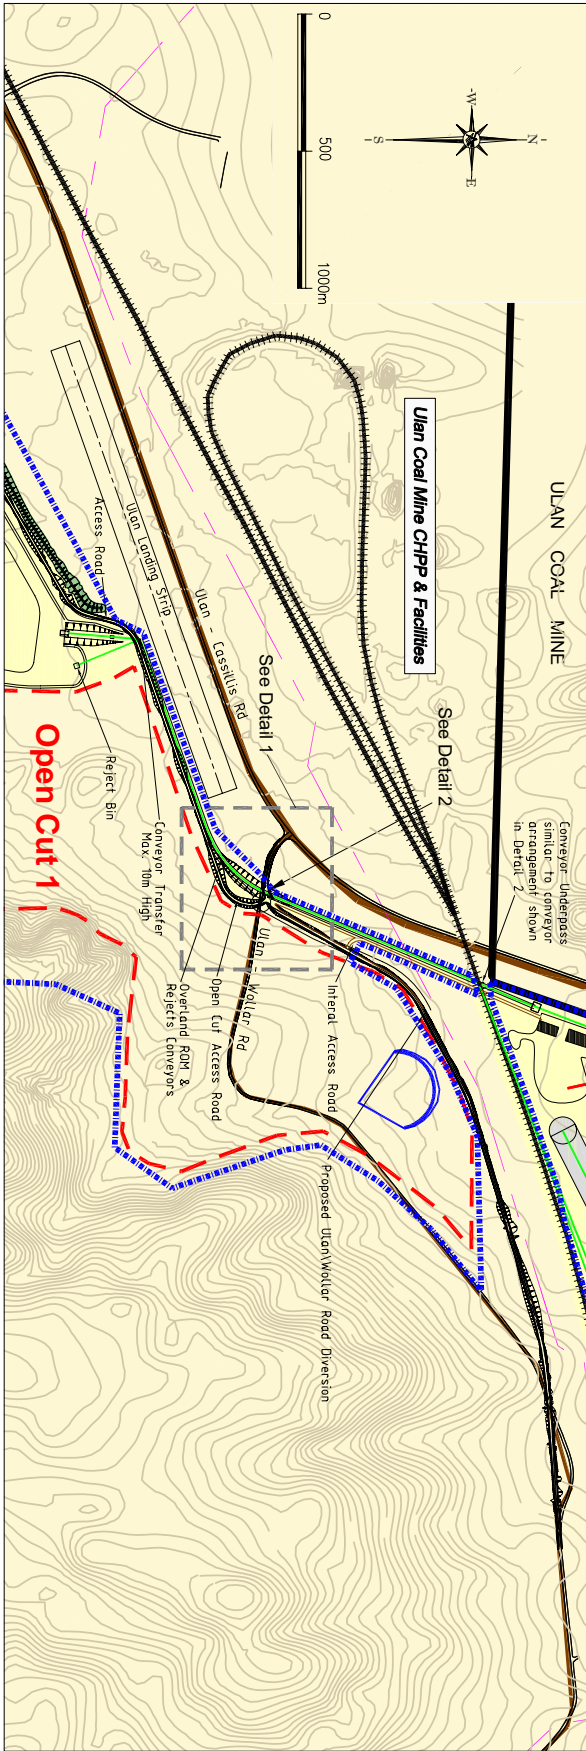 0
500
1000m
W
N
S
E
Ulan Coal Mine CHPP & Facilities
ULAN COAL MINE
See Detail 2
Conveyor Underpass
similar to conveyor
arrangement shown
in Detail 2
Ulan - Cassillis Rd
See Detail 1
Ulan Landing Strip
Access Road
Reject Bin
Open Cut 1
Conveyor Transfer
Max. 10m High
Ulan - Wollar Rd
Interal Access Road
Open Cut Access Road
Overland ROM &
Rejects Conveyors
Proposed Ulan\Wollar Road Diversion